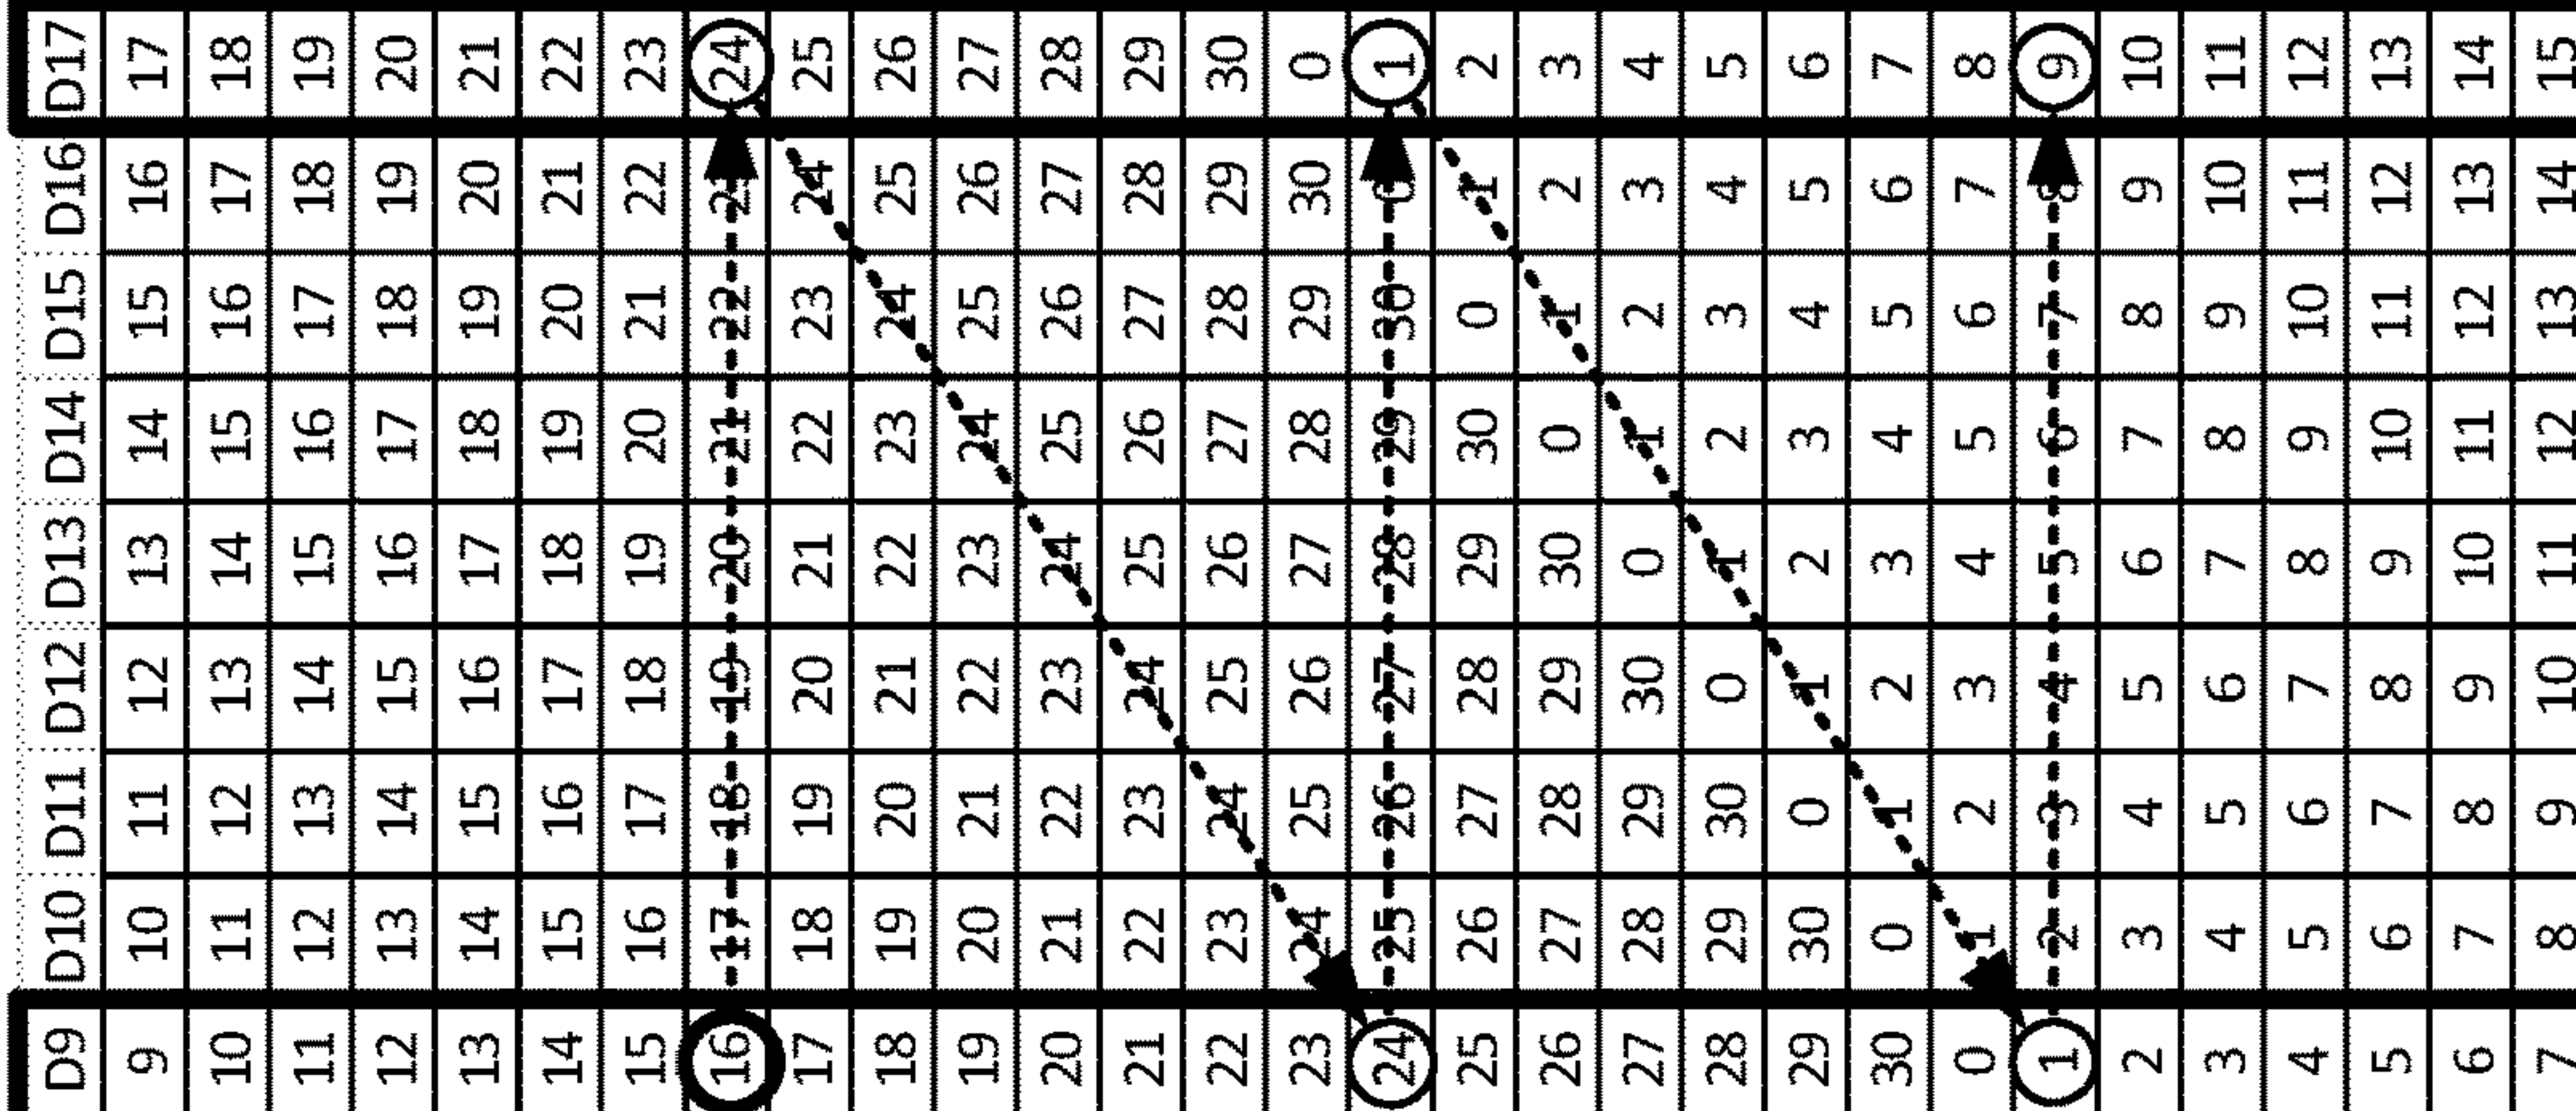 D9 D10 D11 D12 D13 D14 D15 D16 D17
9 10 11 12 13 14 15 16 17
10 11 12 13 14 15 16 17 18
11 12 13 14 15 16 17 18 19
12 13 14 15 16 17 18 19 20
13 14 15 16 17 18 19 20 21
14 15 16 17 18 19 20 21 22
15 16 17 18 19 20 21 22 23
16 17 18 19 20 21 22 23 24
17 18 19 20 21 22 23 24 25
18 19 20 21 22 23 24 25 26
19 20 21 22 23 24 25 26 27
20 21 22 23 24 25 26 27 28
21 22 23 24 25 26 27 28 29
22 23 24 25 26 27 28 29 30
23 24 25 26 27 28 29 30 0
24 25 26 27 28 29 30 0 1
25 26 27 28 29 30 0 1 2
26 27 28 29 30 0 1 2 3
27 28 29 30 0 1 2 3 4
28 29 30 0 1 2 3 4 5
29 30 0 1 2 3 4 5 6
30 0 1 2 3 4 5 6 7
0 1 2 3 4 5 6 7 8
1 2 3 4 5 6 7 8 9
2 3 4 5 6 7 8 9 10
3 4 5 6 7 8 9 10 11
4 5 6 7 8 9 10 11 12
5 6 7 8 9 10 11 12 13
6 7 8 9 10 11 12 13 14
7 8 9 10 11 12 13 14 15